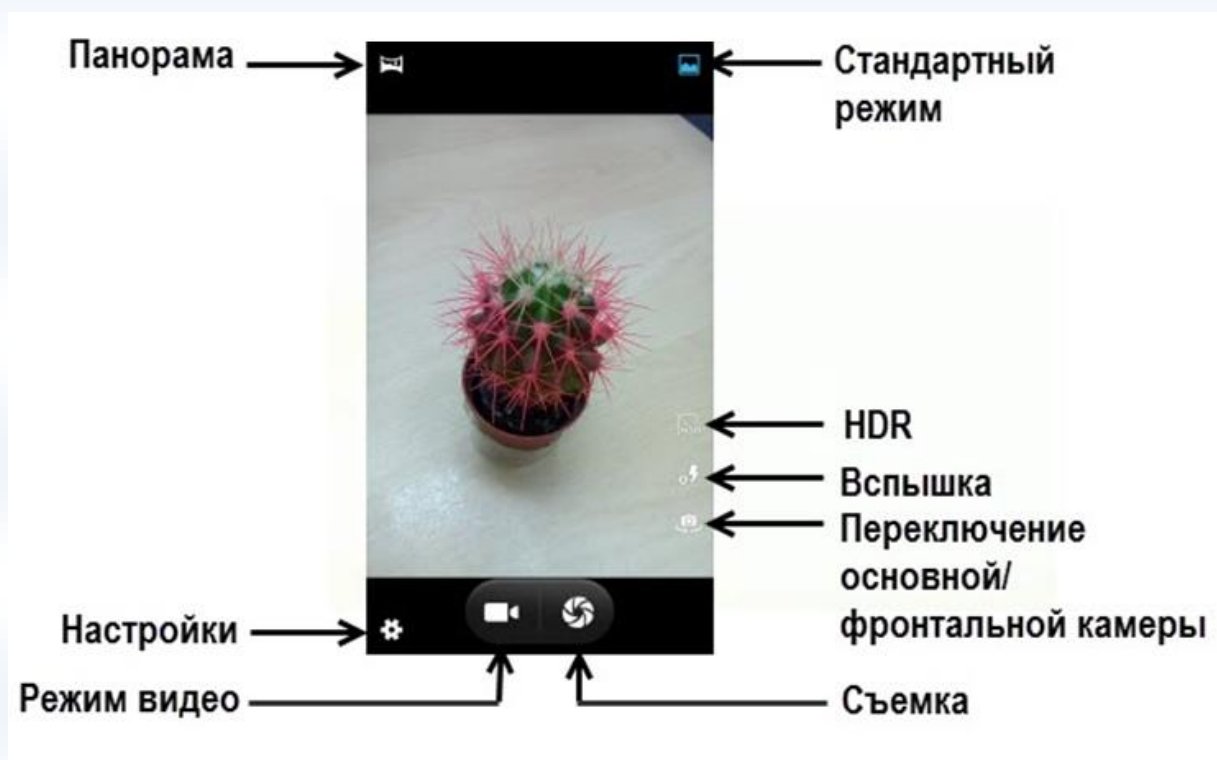 Панорама
Стандартный
режим
HDR
Вспышка
Переключение
основной/
фронтальной камеры
Настройки
Режим видео
Съемка